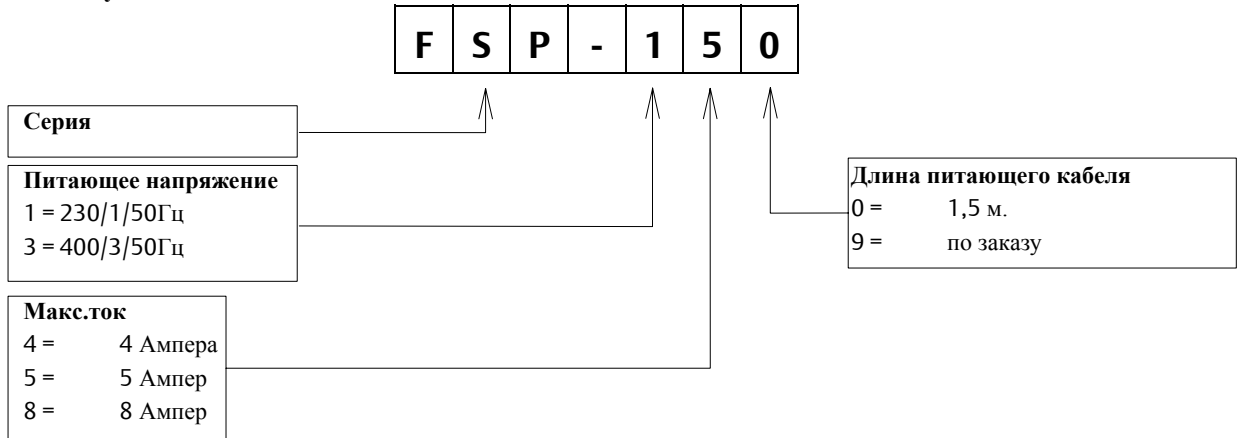 F S P - 1 5 0
Серия
Питающее напряжение
1 = 230/1/50Гц
3 = 400/3/50Гц
Длина питающего кабеля
0 = 1,5 м.
9 = по заказу
Макс.ток
4 = 4 Ампера
5 = 5 Ампер
8 = 8 Ампер